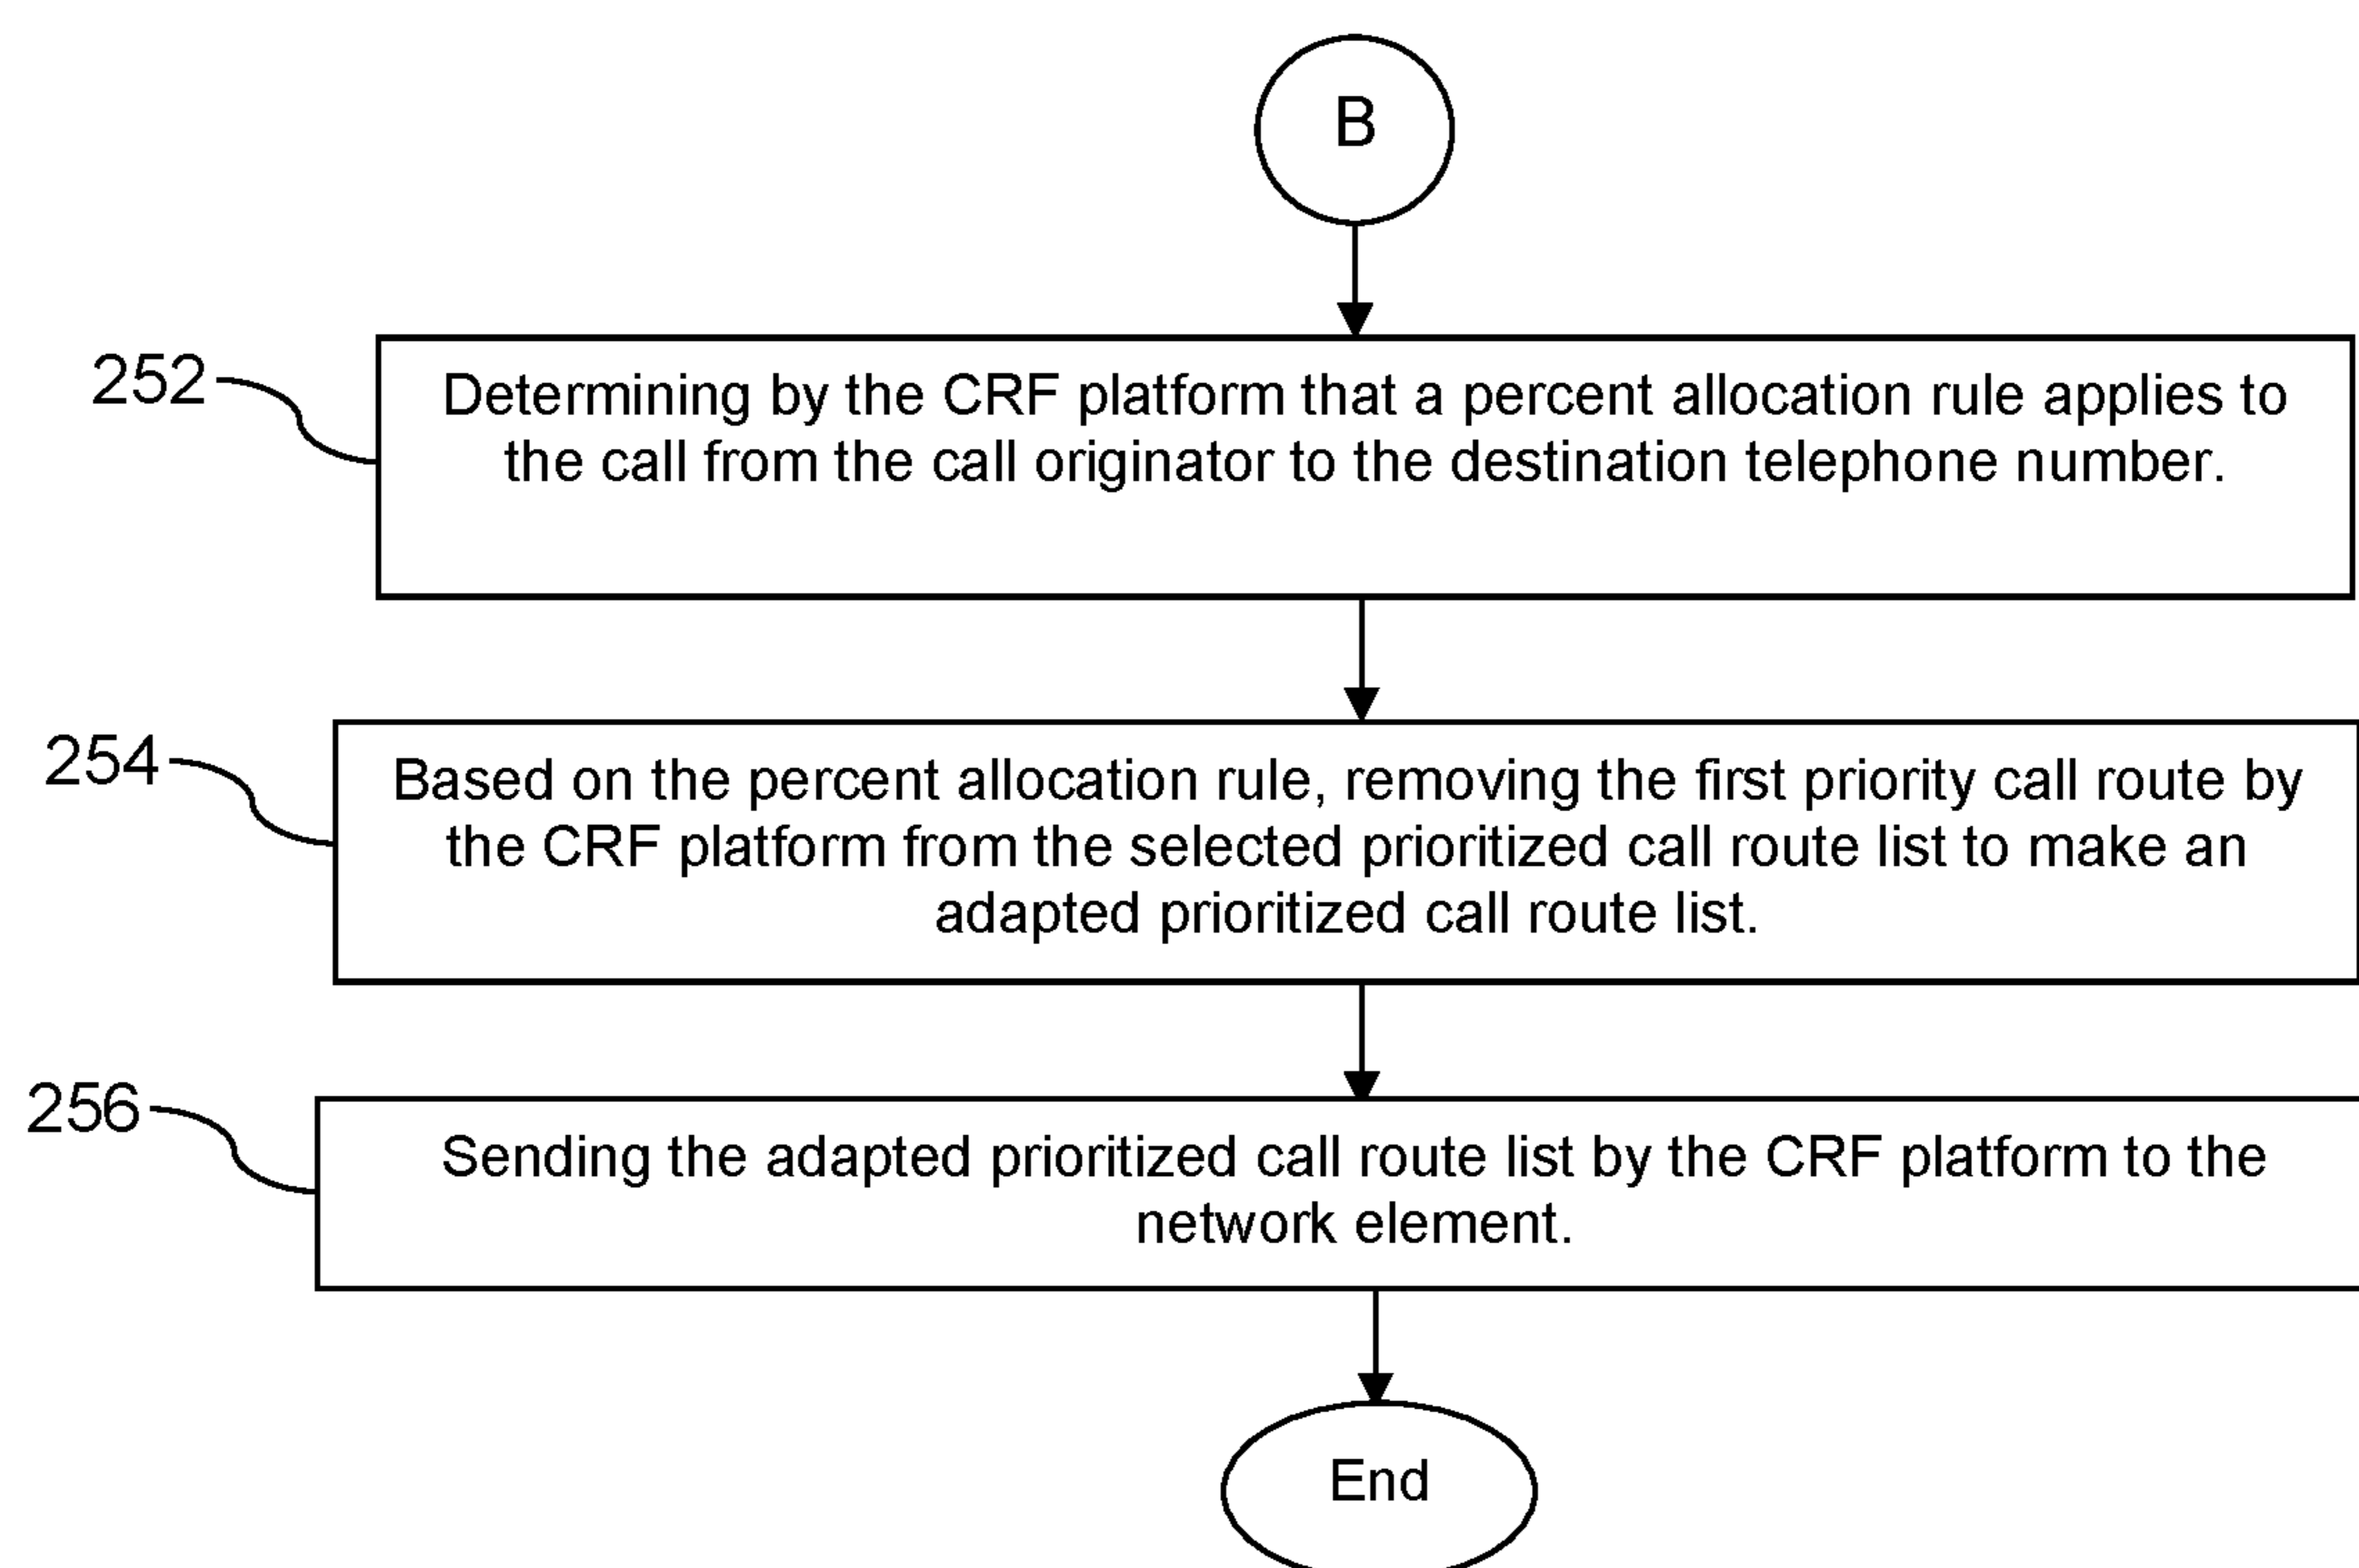 B
252
Determining by the CRF platform that a percent allocation rule applies to
the call from the call originator to the destination telephone number.
254
Based on the percent allocation rule, removing the first priority call route by
the CRF platform from the selected prioritized call route list to make an
adapted prioritized call route list.
256
Sending the adapted prioritized call route list by the CRF platform to the
network element.
End